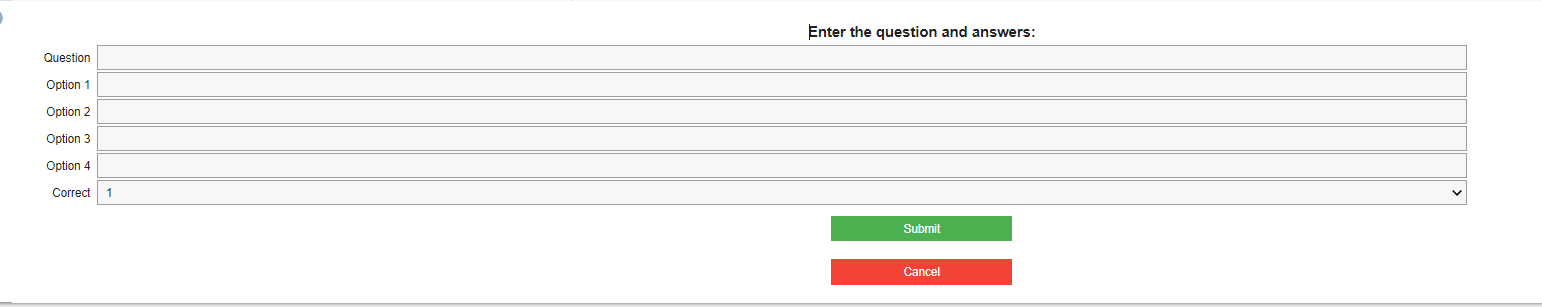 Enter the question and answers:
Question
Option 1
Option 2
Option 3
Option 4
Correct 1
Submit
Cancel